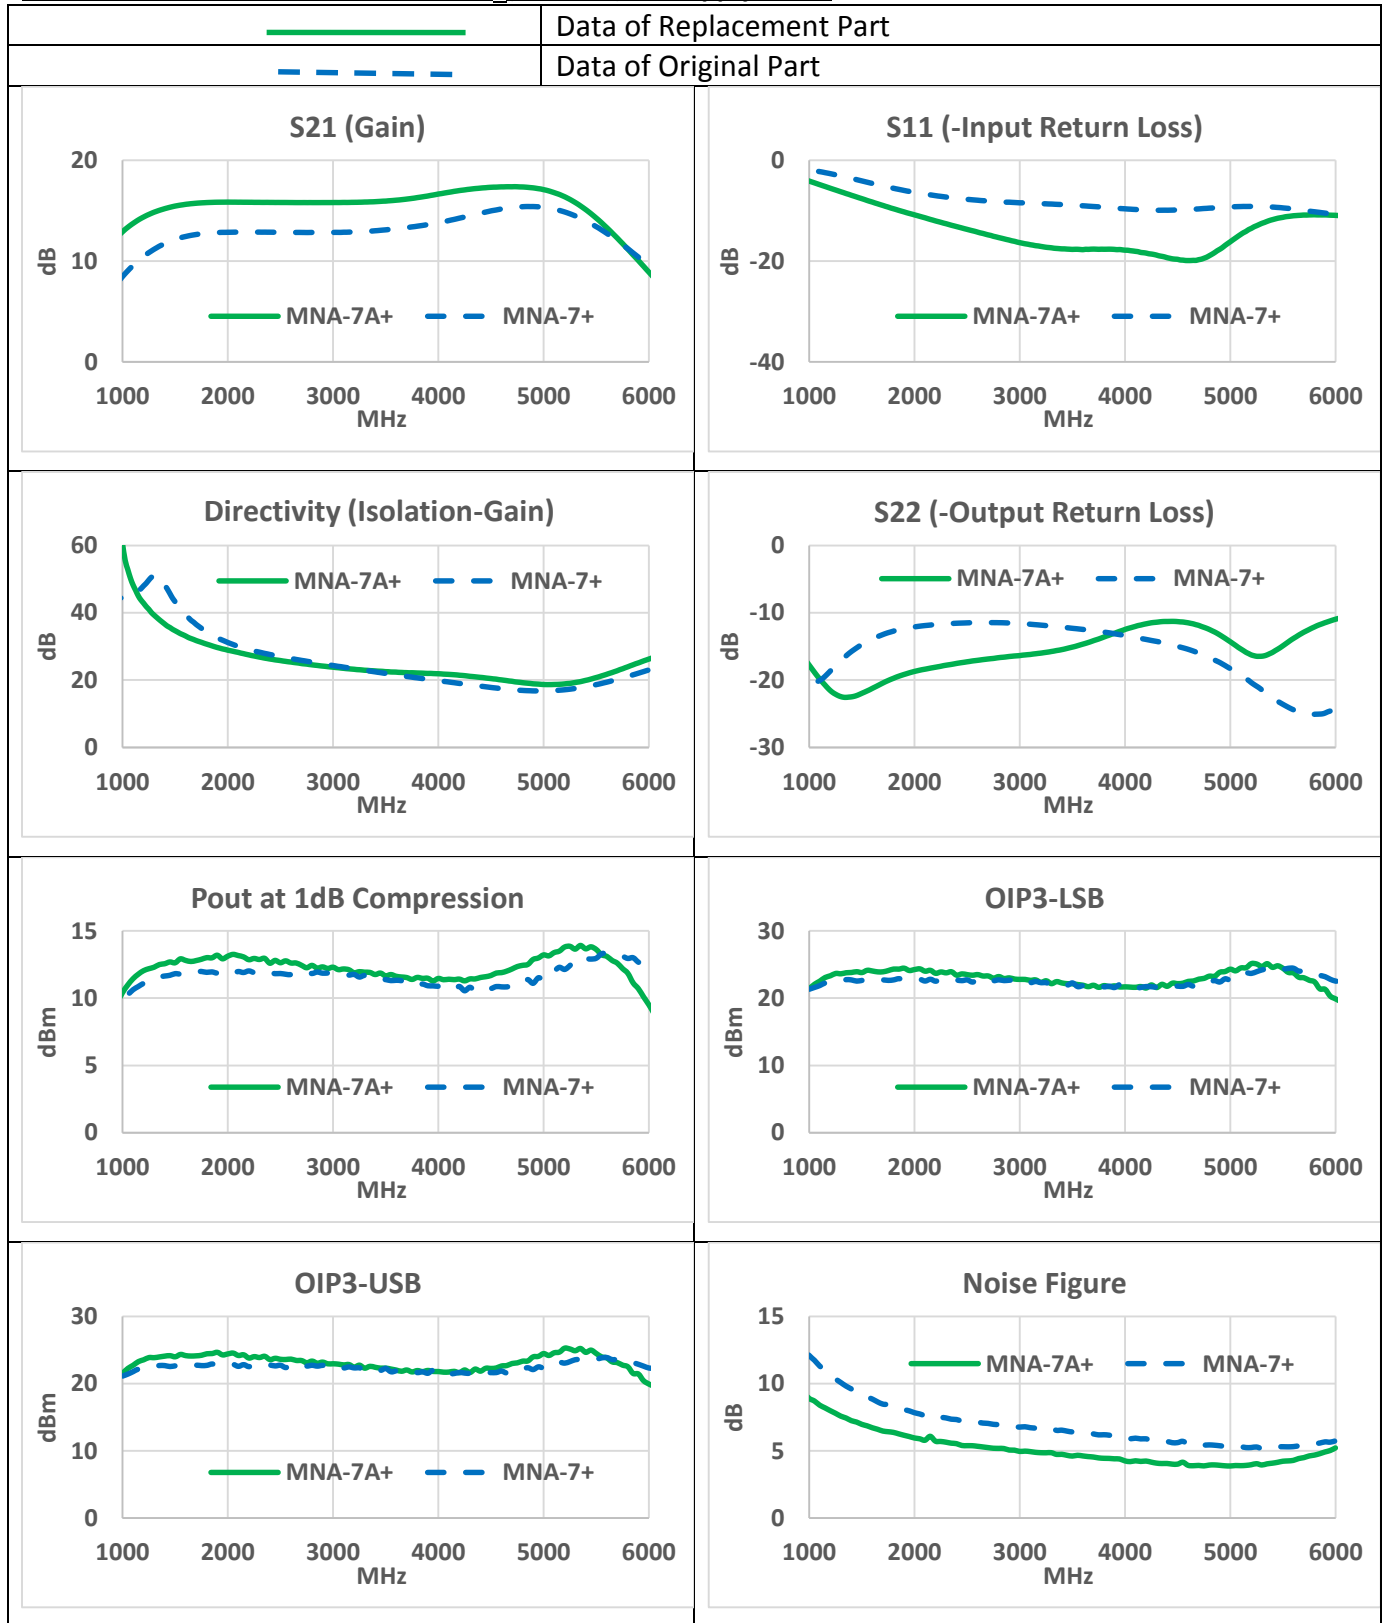 Data of Replacement Part
Data of Original Part
S21 (Gain)
20
10
0
dB
MNA-7A+ MNA-7+
1000 2000 3000 4000 5000 6000
MHz
S11 (-Input Return Loss)
0
-20
-40
dB
MNA-7A+ MNA-7+
1000 2000 3000 4000 5000 6000
MHz
Directivity (Isolation-Gain)
60
40
20
0
dB
MNA-7A+ MNA-7+
1000 2000 3000 4000 5000 6000
MHz
S22 (-Output Return Loss)
0
-10
-20
-30
dB
MNA-7A+ MNA-7+
1000 2000 3000 4000 5000 6000
MHz
Pout at 1dB Compression
15
10
5
0
dBm
MNA-7A+ MNA-7+
1000 2000 3000 4000 5000 6000
MHz
OIP3-LSB
30
20
10
0
dBm
MNA-7A+ MNA-7+
1000 2000 3000 4000 5000 6000
MHz
OIP3-USB
30
20
10
0
dBm
MNA-7A+ MNA-7+
1000 2000 3000 4000 5000 6000
MHz
Noise Figure
15
10
5
0
dB
MNA-7A+ MNA-7+
1000 2000 3000 4000 5000 6000
MHz